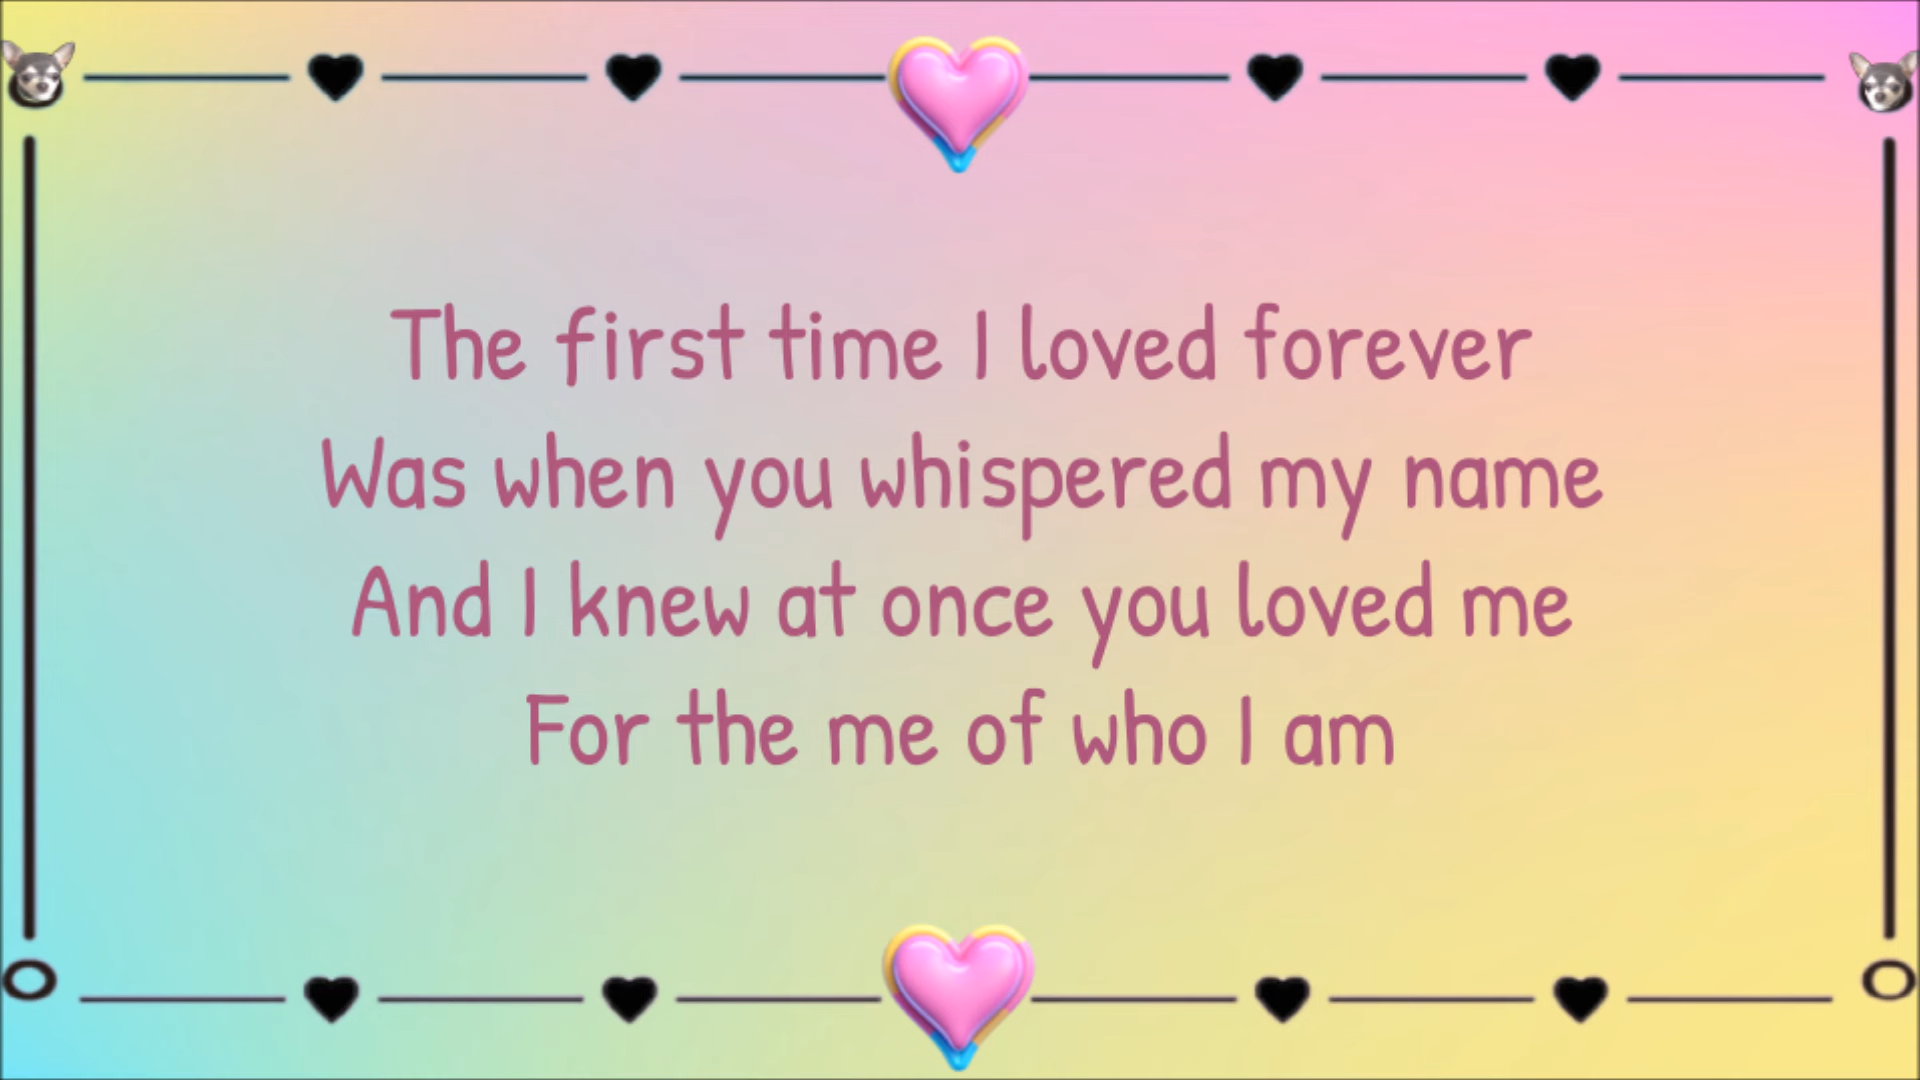 The first time I loved forever
Was when you whispered my name
And I knew at once you loved me
For the me of who I am